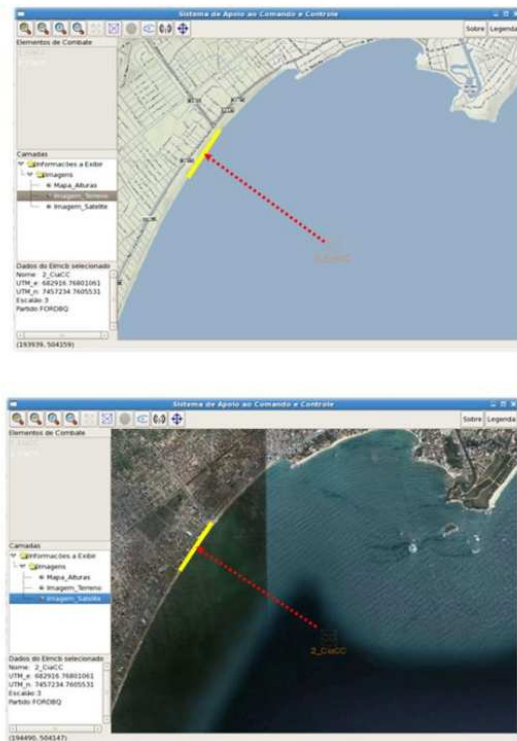 Sistema de Apoio ao Comando e Controle
Sobre Legenda
Elementos de Combate
Camadas
Informacões a Exibir
Imagens
Mapa_Alturas
Imagem_Terreno
Imagem_Satelite
Dados do Elmcb selecionado
Nome: 2_CiaCC
UTM_e: 682916.76801061
UTM_n: 7457234.7605531
Escalão:3
Partido:FORDBQ
(193939, 504159)
Sistema de Apoio ao Comando e Controle
Sobre Legenda
Elementos de Combate
Camadas
Informacões a Exibir
Imagens
Mapa_Alturas
Imagem_Terreno
Imagem_Satelite
2_CiaCC
Dados do Elmcb selecionado
Nome: 2_CiaCC
UTM_e: 682916.76801061
UTM_n: 7457234.7605531
Escalão:3
Partido:FORDBQ
(194490, 504147)